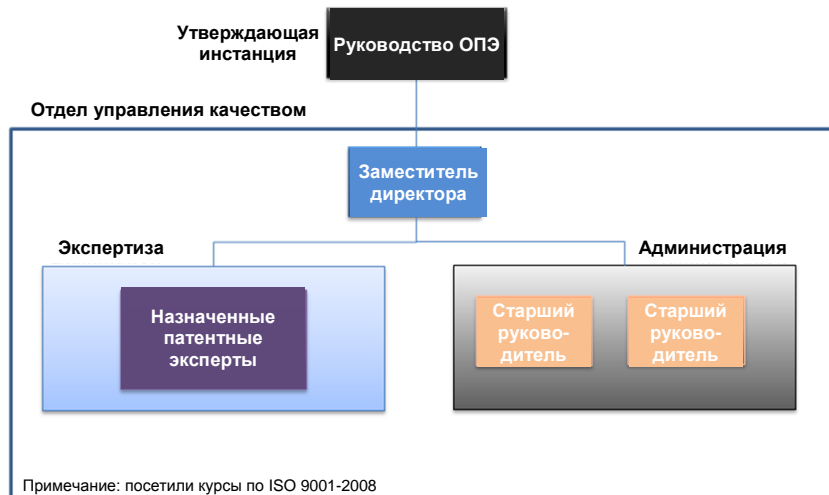 Утверждающая
инстанция
Руководство ОПЭ
Отдел управления качеством
Заместитель
директора
Экспертиза
Администрация
Назначенные
патентные
эксперты
Старший
руково-
дитель
Старший
руково-
дитель
Примечание: посетили курсы по ISO 9001-2008